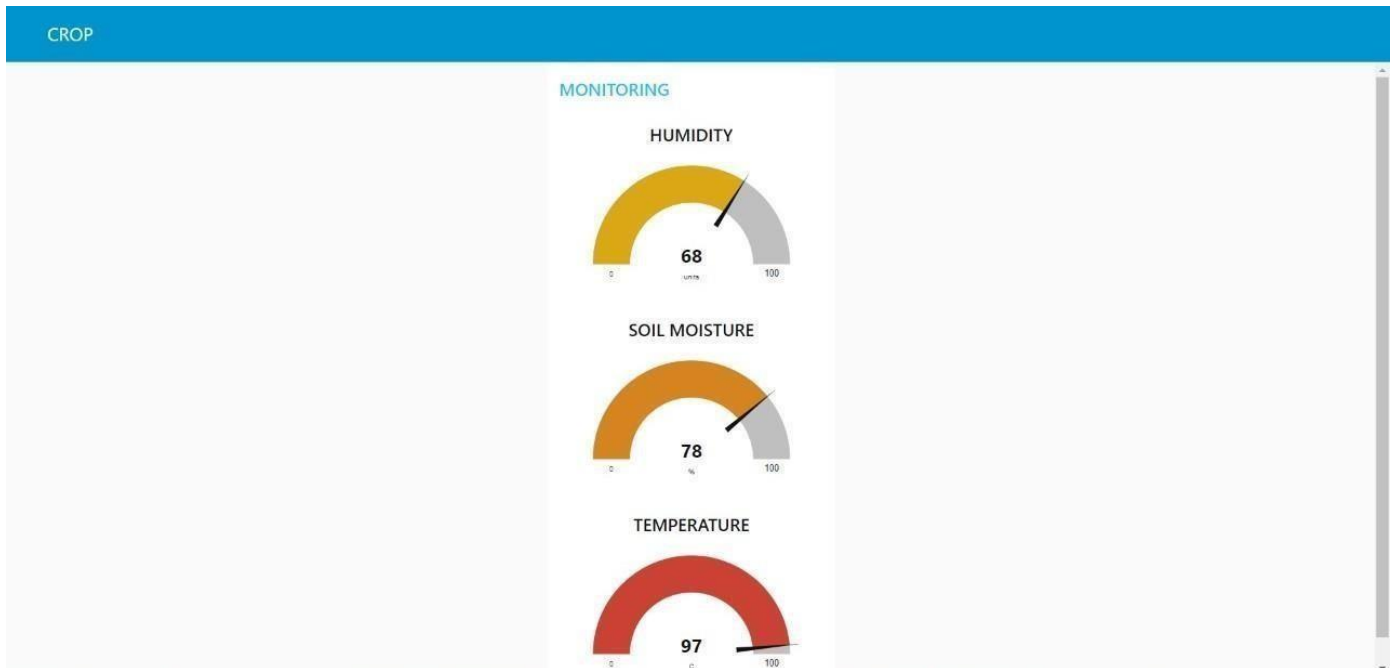 CROP
MONITORING
HUMIDITY
68
0 units 100
SOIL MOISTURE
78
0 % 100
TEMPERATURE
97
0 C 100